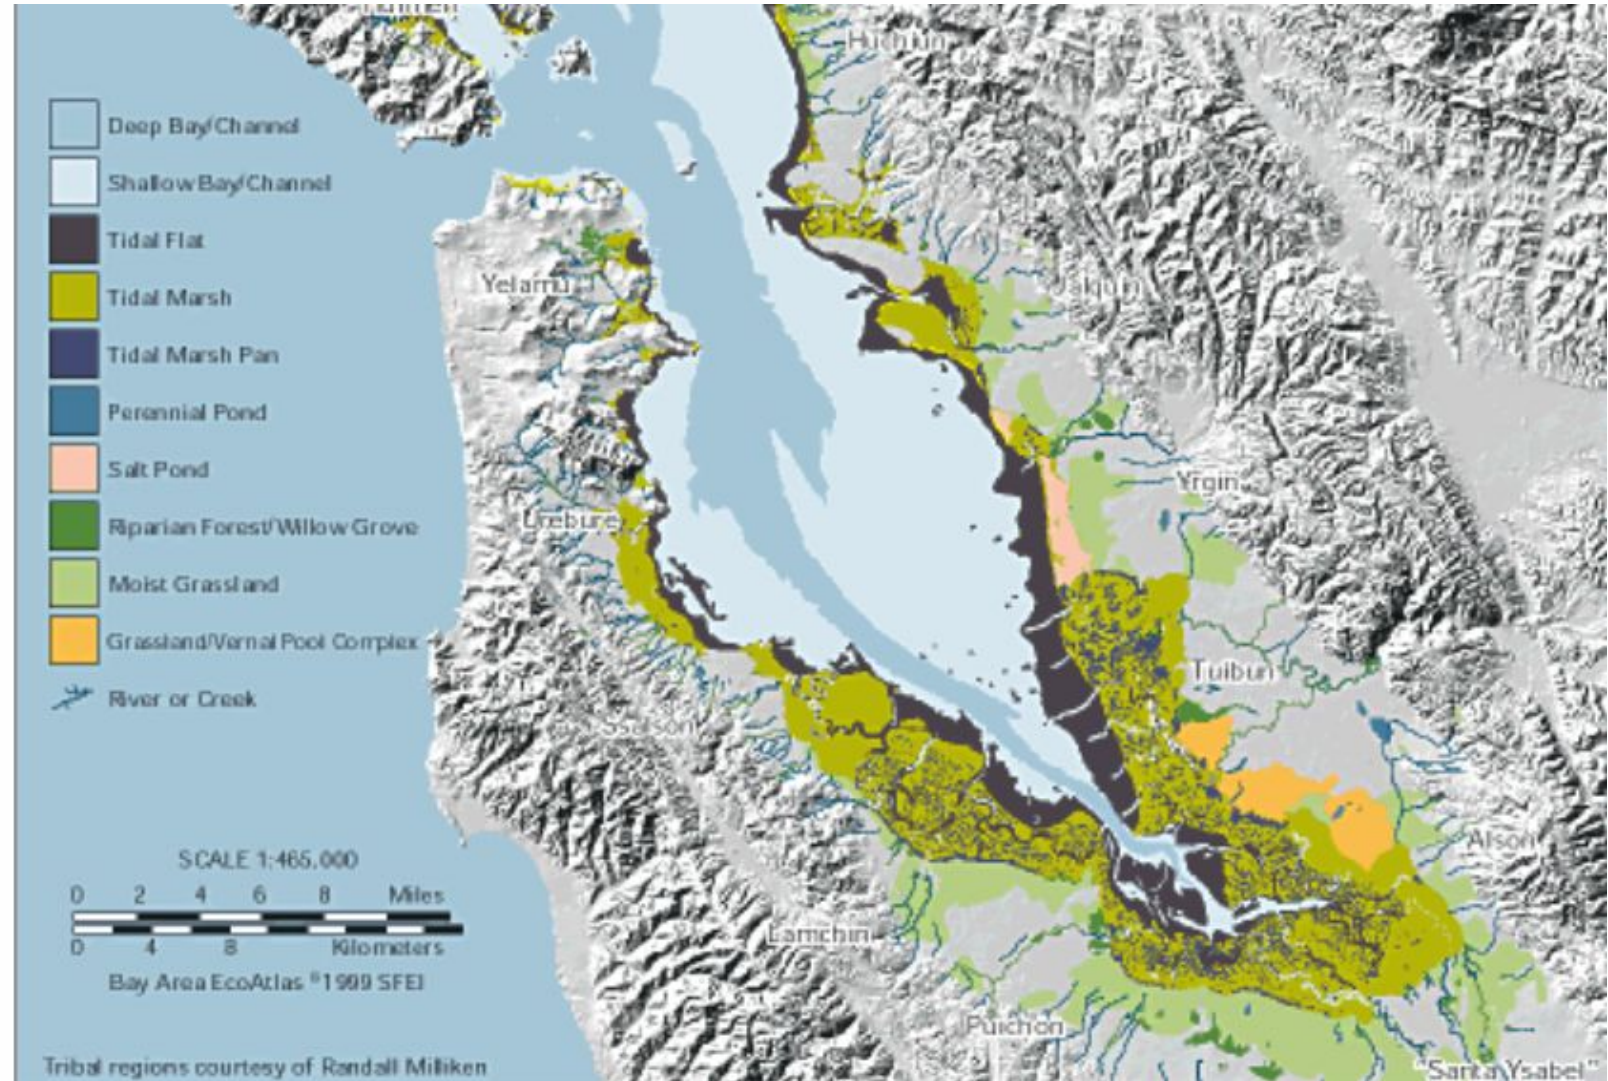 Huchiun
Deep Bay/Channel
Shallow Bay/Channel
Tidal Flat
Tidal Marsh
Yelamu
Jalquin
Tidal Marsh Pan
Perennial Pond
Salt Pond
Yrgin
Riparian Forest/Willow Grove
Urebure
Moist Grassland
Grassland/Vernal Pool Complex
Tuibun
River or Creek
Ssalson
Alson
SCALE 1:465,000
0 2 4 6 8 Miles
0 4 8 Kilometers
Lamchin
Bay Area EcoAtlas ©1999 SFEI
Puichon
Tribal regions courtesy of Randall Milliken
"Santa Ysabel"